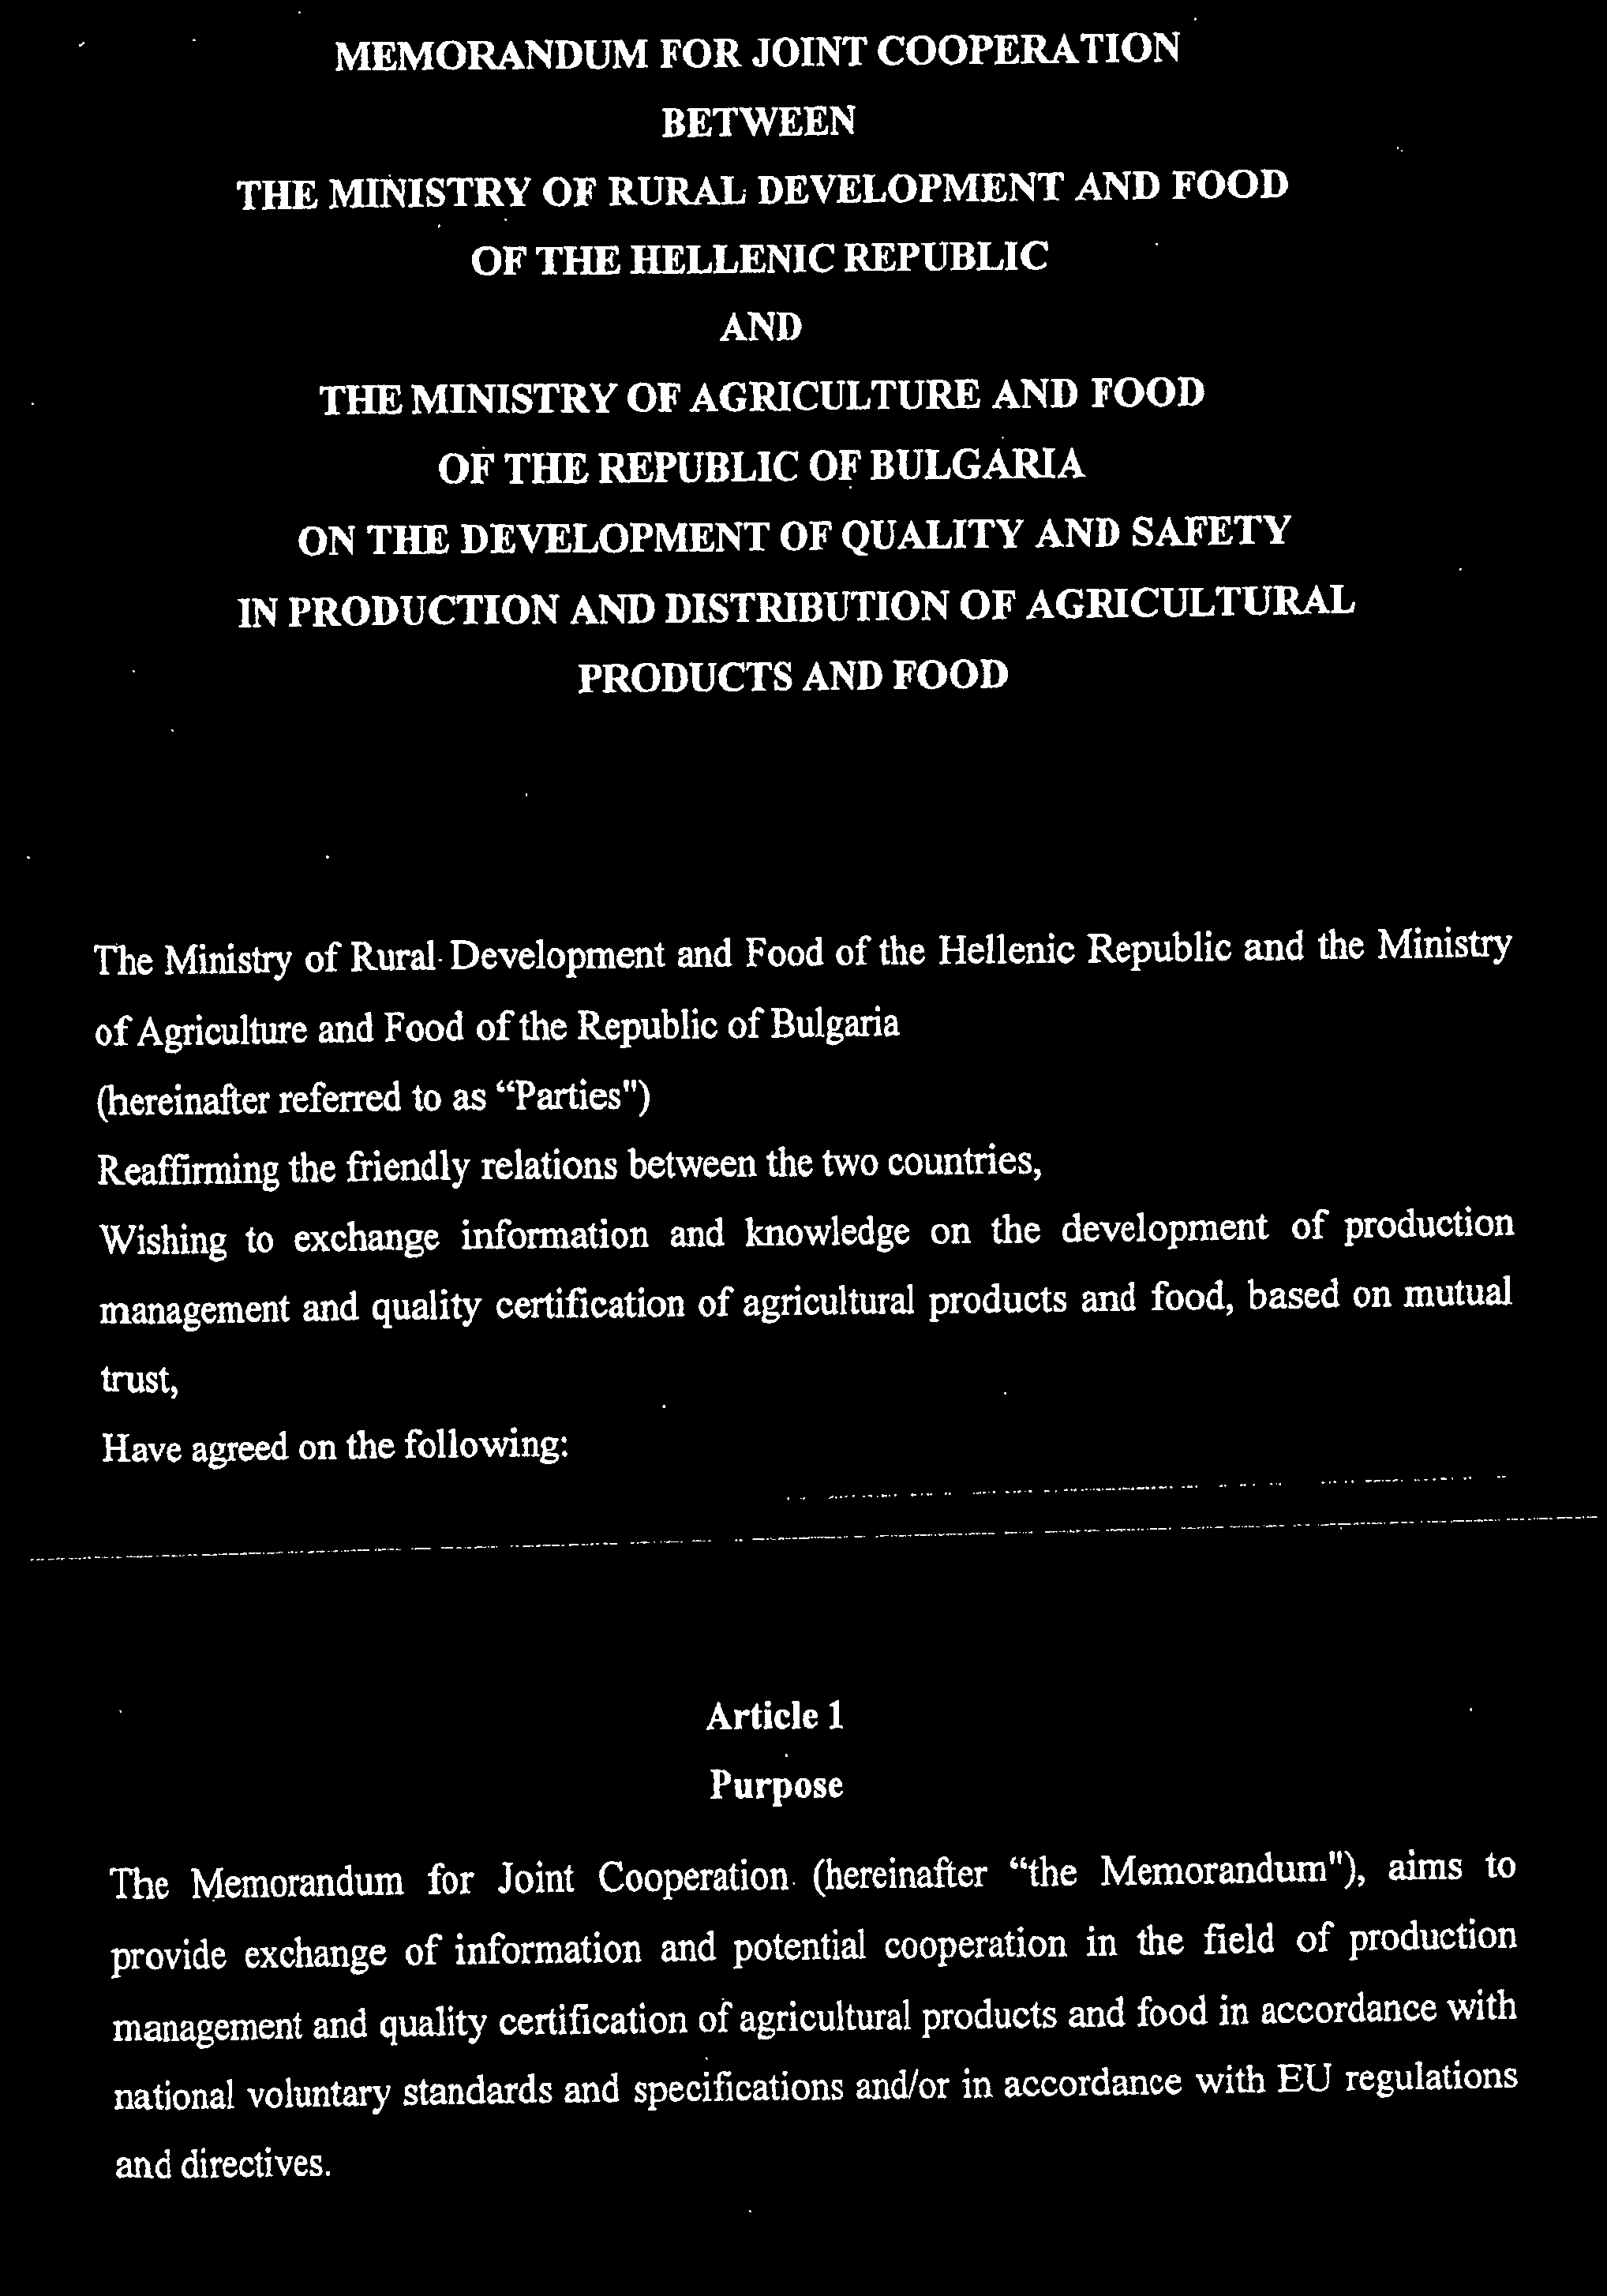 MEMORANDUM FOR JOINT COOPERATION
BETWEEN
THE MINISTRY OF RURAL DEVELOPMENT AND FOOD
OF THE HELLENIC REPUBLIC
AND
THE MINISTRY OF AGRICULTURE AND FOOD
OF THE REPUBLIC OF BULGARIA
ON THE DEVELOPMENT OF QUALITY AND SAFETY
IN PRODUCTION AND DISTRIBUTION OF AGRICULTURAL
PRODUCTS AND FOOD
The Ministry of Rural Development and Food of the Hellenic Republic and the Ministry
of Agriculture and Food of the Republic of Bulgaria
(hereinafter referred to as “Parties")
Reaffirming the friendly relations between the two countries,
Wishing to exchange information and knowledge on the development of production
management and quality certification of agricultural products and food, based on mutual
trust,
Have agreed on the following:
Article 1
Purpose
The Memorandum for Joint Cooperation (hereinafter “the Memorandum"), aims to
provide exchange of information and potential cooperation in the field of production
management and quality certification of agricultural products and food in accordance with
national voluntary standards and specifications and/or in accordance with EU regulations
and directives.